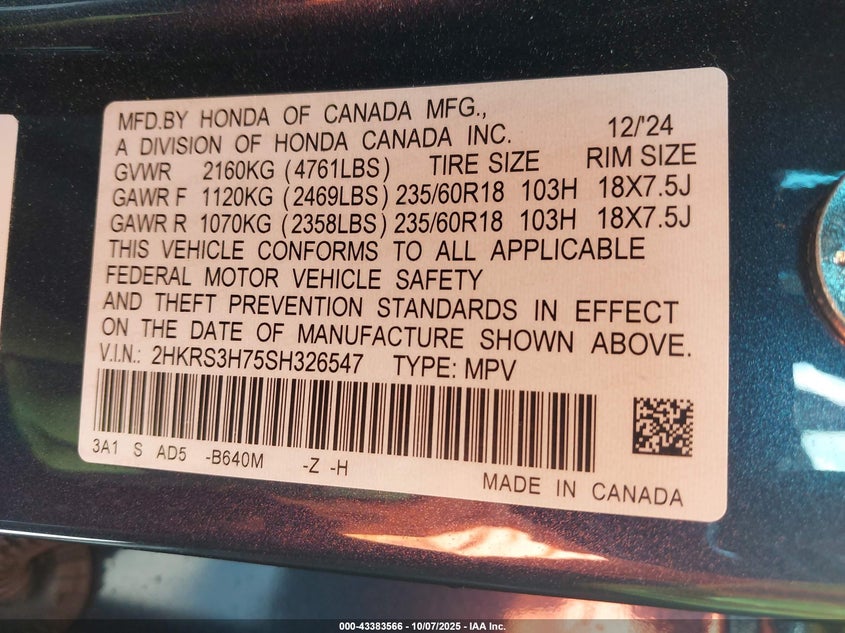 MFD.BY HONDA OF CANADA MFG.,
A DIVISION OF HONDA CANADA INC. 12/'24
GVWR 2160KG (4761LBS) TIRE SIZE RIM SIZE
GAWR F 1120KG (2469LBS) 235/60R18 103H 18X7.5J
GAWR R 1070KG (2358LBS) 235/60R18 103H 18X7.5J
THIS VEHICLE CONFORMS TO ALL APPLICABLE
FEDERAL MOTOR VEHICLE SAFETY
AND THEFT PREVENTION STANDARDS IN EFFECT
ON THE DATE OF MANUFACTURE SHOWN ABOVE.
V.I.N.: 2HKRS3H75SH326547 TYPE: MPV
3A1 S AD5 -B640M -Z -H
MADE IN CANADA
000-43383566 - 10/07/2025 - IAA Inc.